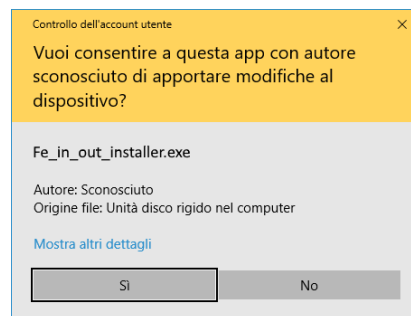 Controllo dell'account utente
Vuoi consentire a questa app con autore
sconosciuto di apportare modifiche al
dispositivo?
Fe_in_out_installer.exe
Autore: Sconosciuto
Origine file: Unità disco rigido nel computer
Mostra altri dettagli
Sì
No